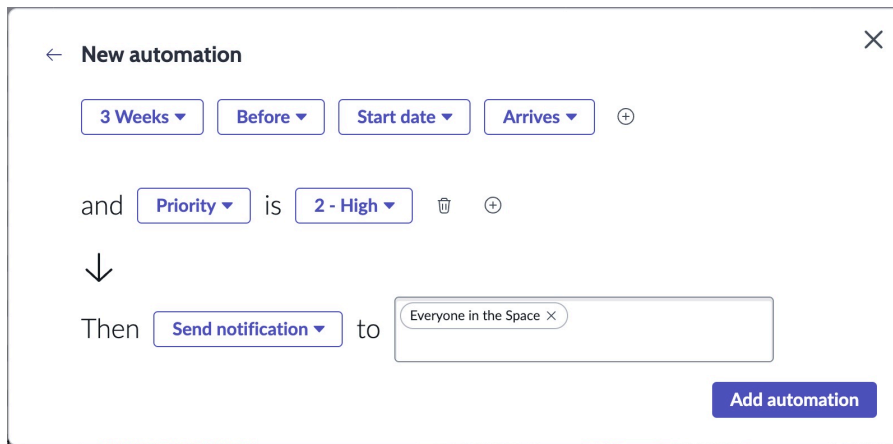 New automation
3 Weeks Before Start date Arrives
and Priority is 2 - High
Then Send notification to Everyone in the Space
Add automation